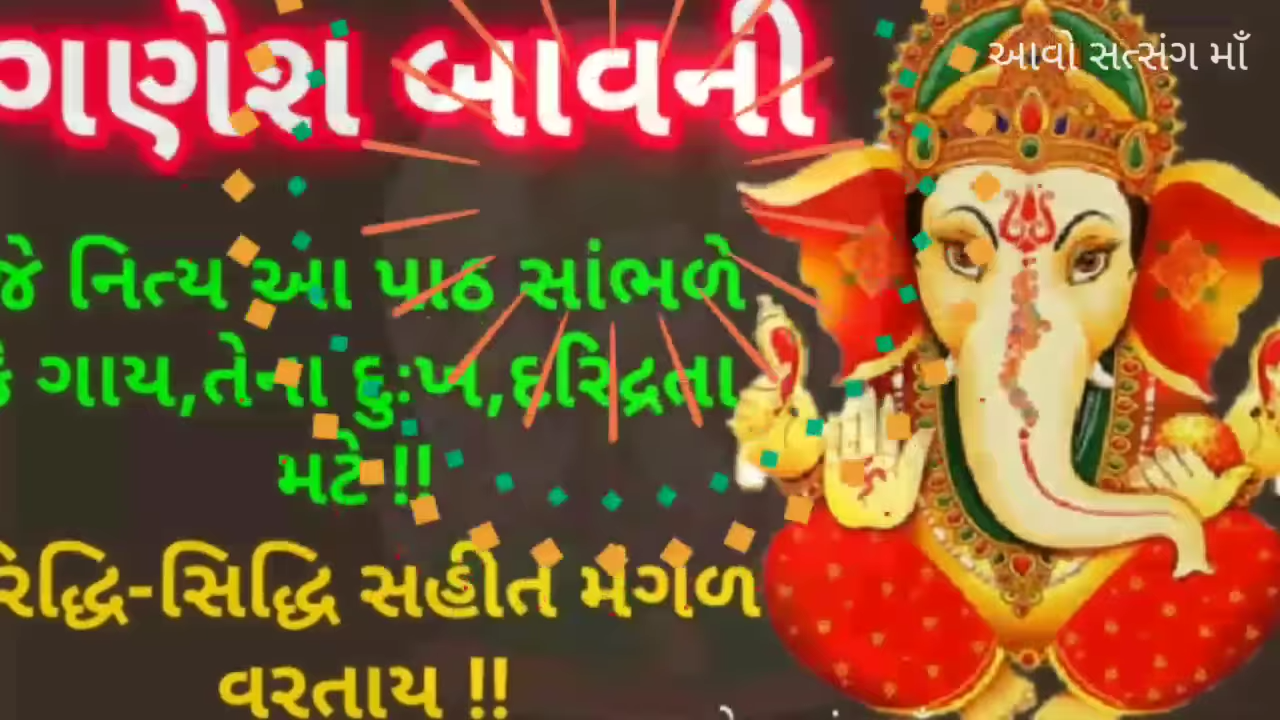 ગણેશ બાવની
આવો સત્સંગ માઁ
જે નિત્ય આ પાઠ સાંભળે
કે ગાય,તેના દુઃખ,દરિદ્રતા
મટે !!
રિદ્ધિ-સિદ્ધિ સહીત મંગળ
વરતાય !!